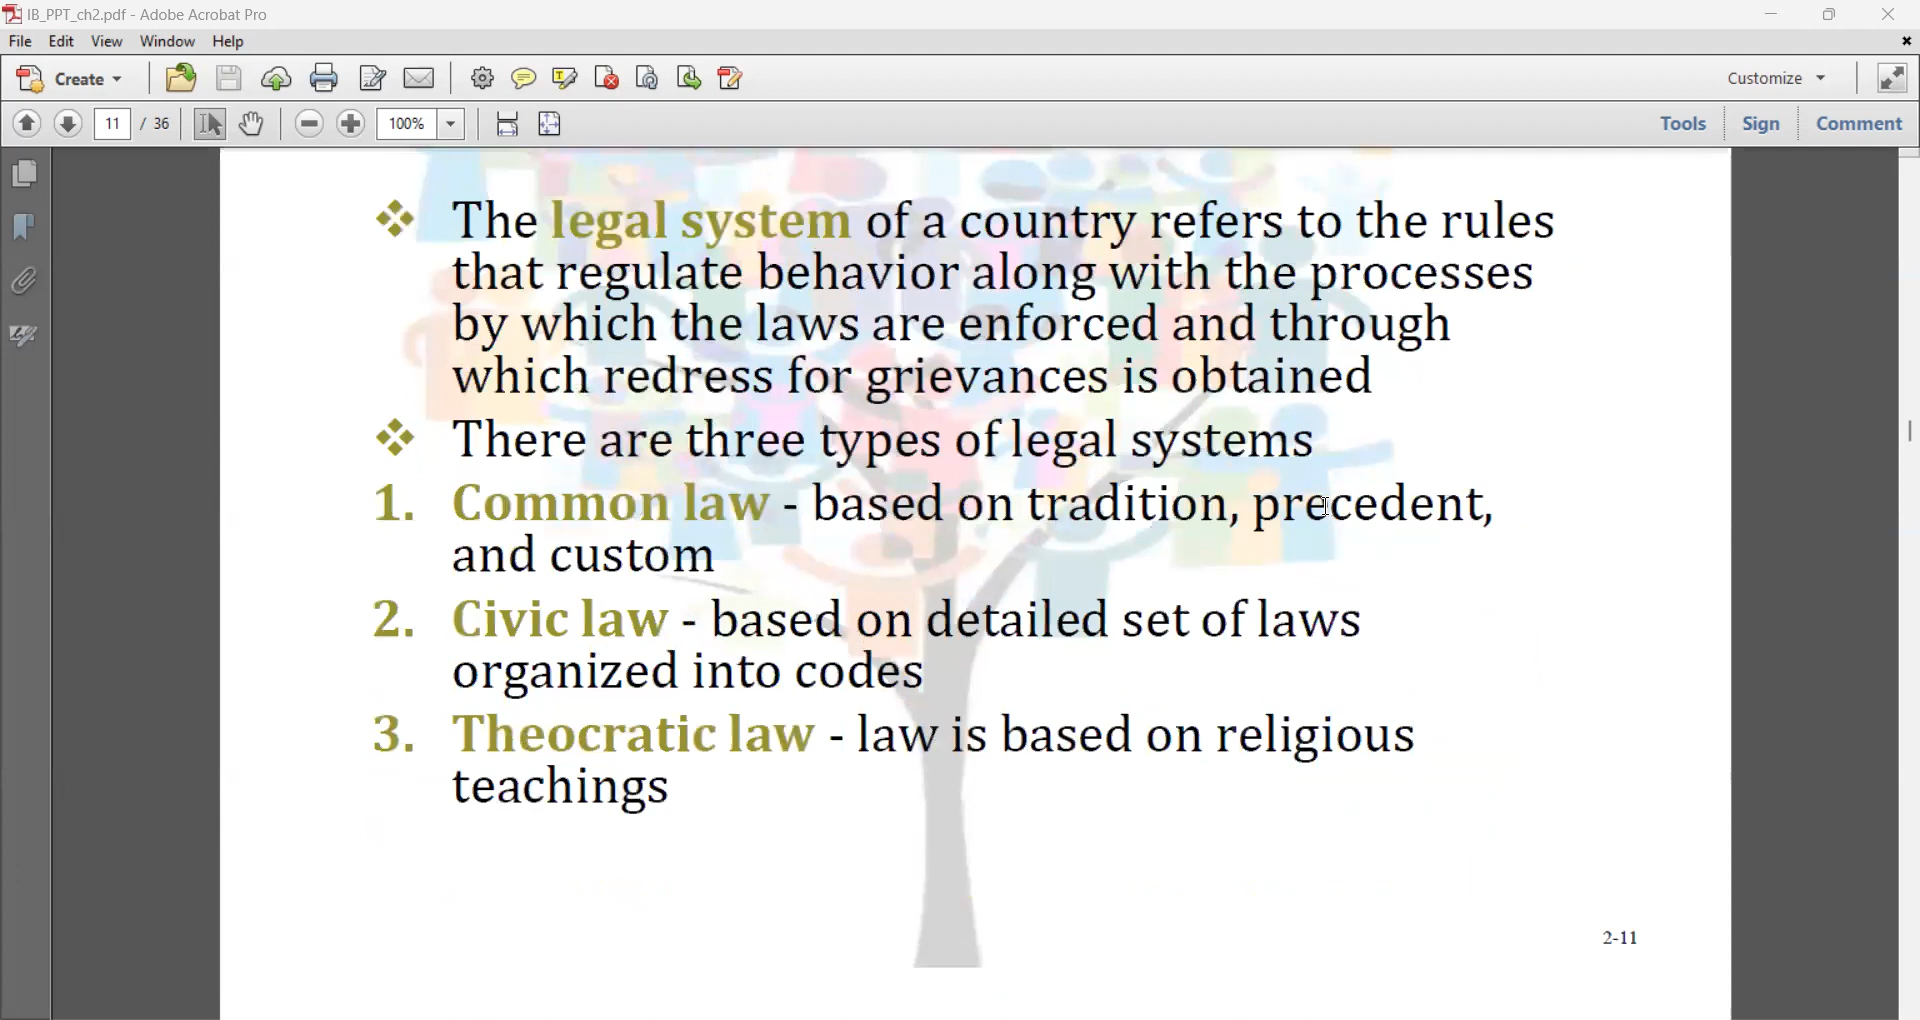 IB_PPT_ch2.pdf - Adobe Acrobat Pro
File Edit View Window Help
Create Customize
11 / 36 100% Tools Sign Comment
❖ The legal system of a country refers to the rules
that regulate behavior along with the processes
by which the laws are enforced and through
which redress for grievances is obtained
❖ There are three types of legal systems
1. Common law - based on tradition, precedent,
and custom
2. Civic law - based on detailed set of laws
organized into codes
3. Theocratic law - law is based on religious
teachings
2-11